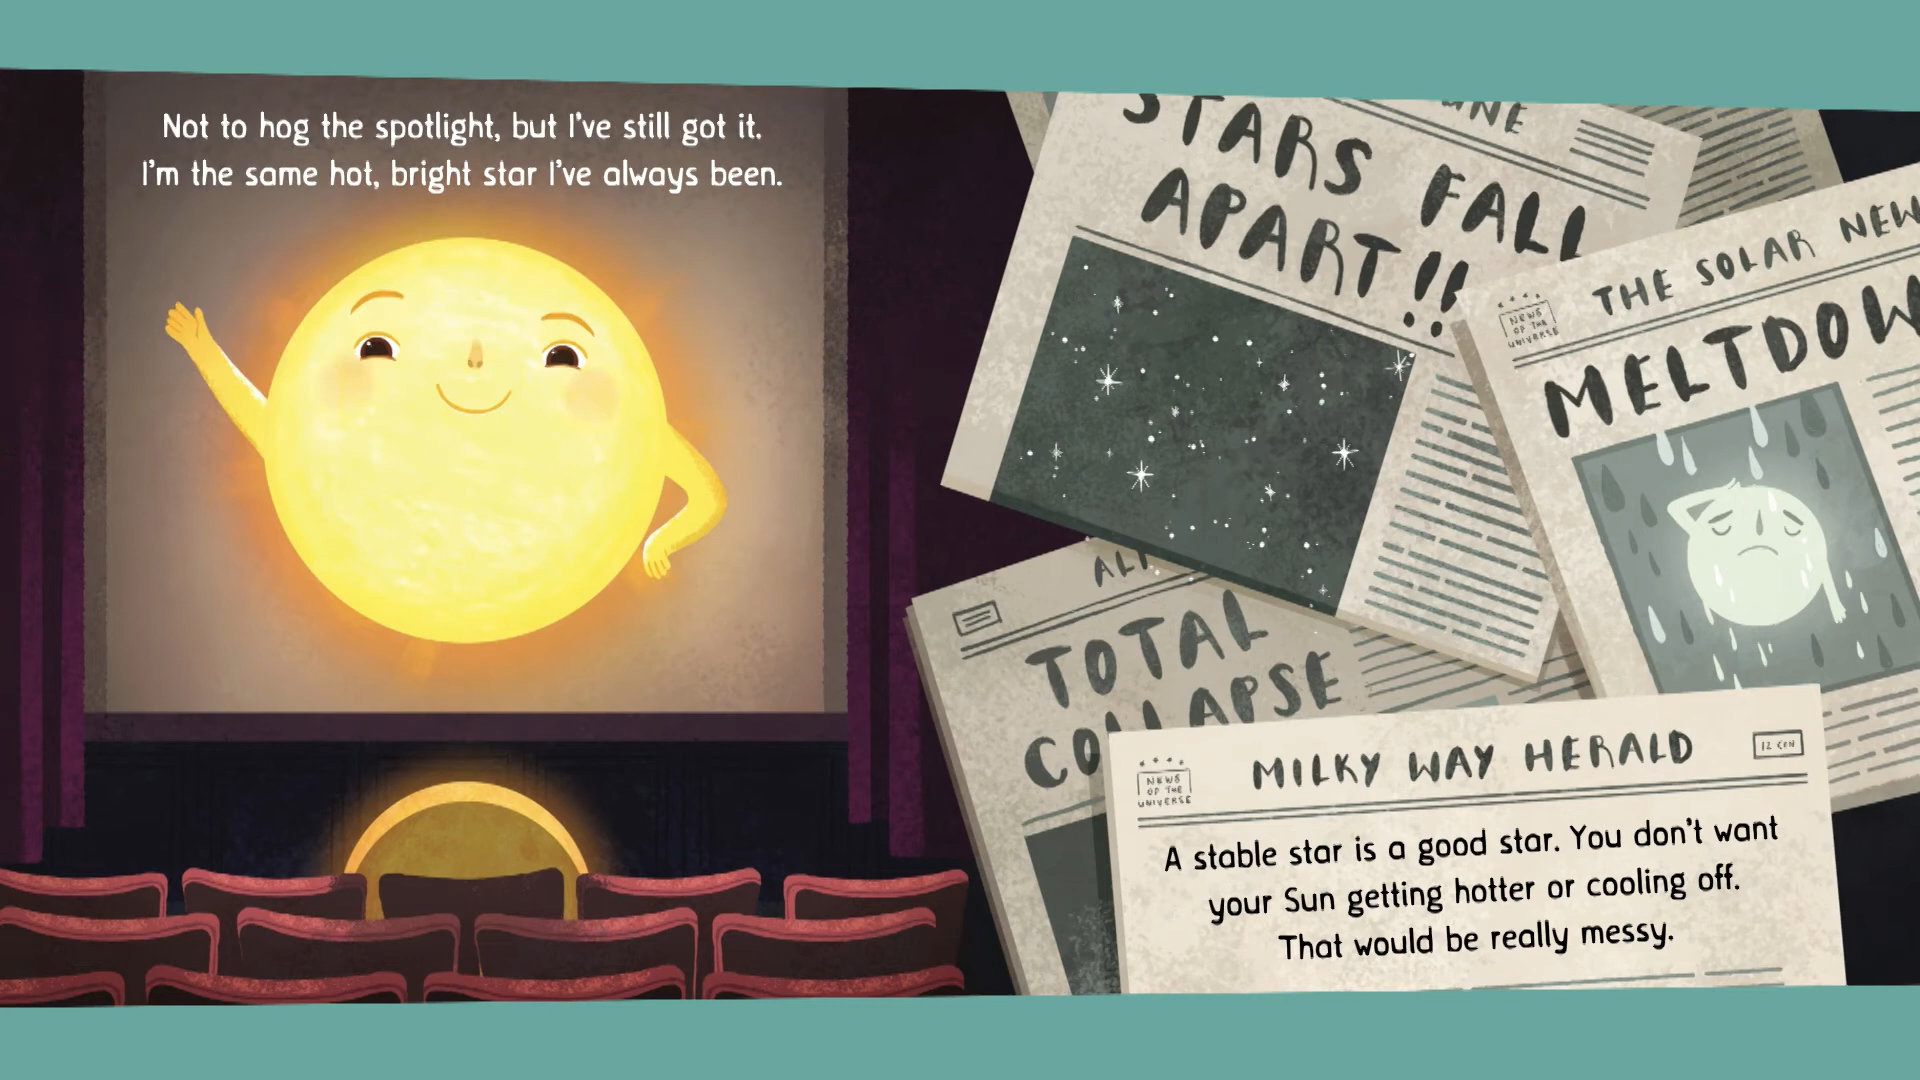 Not to hog the spotlight, but I've still got it.
I'm the same hot, bright star I've always been.
STARS FALL
APART!!
THE SOLAR NEW
NEWS
OF THE
UNIVERSE
MELTDOW
TOTAL
COLLAPSE
MILKY WAY HERALD
NEWS
OF THE
UNIVERSE
A stable star is a good star. You don't want
your Sun getting hotter or cooling off.
That would be really messy.